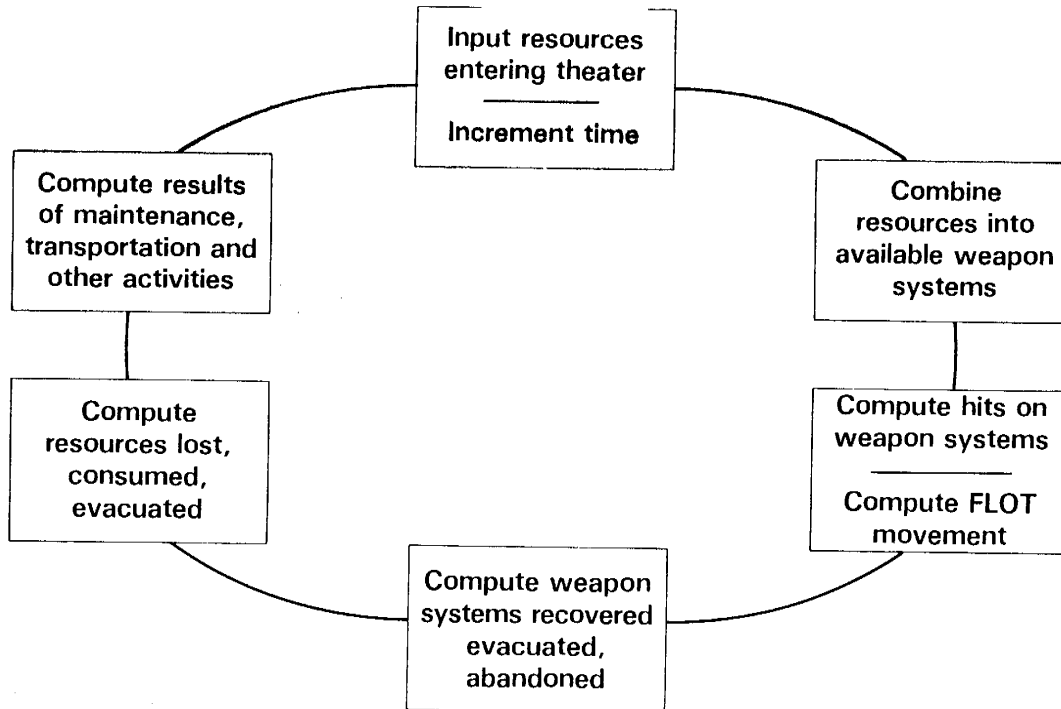 Input resources
entering theater
Increment time
Combine
resources into
available weapon
systems
Compute hits on
weapon systems
Compute FLOT
movement
Compute weapon
systems recovered
evacuated,
abandoned
Compute
resources lost,
consumed,
evacuated
Compute results
of maintenance,
transportation and
other activities